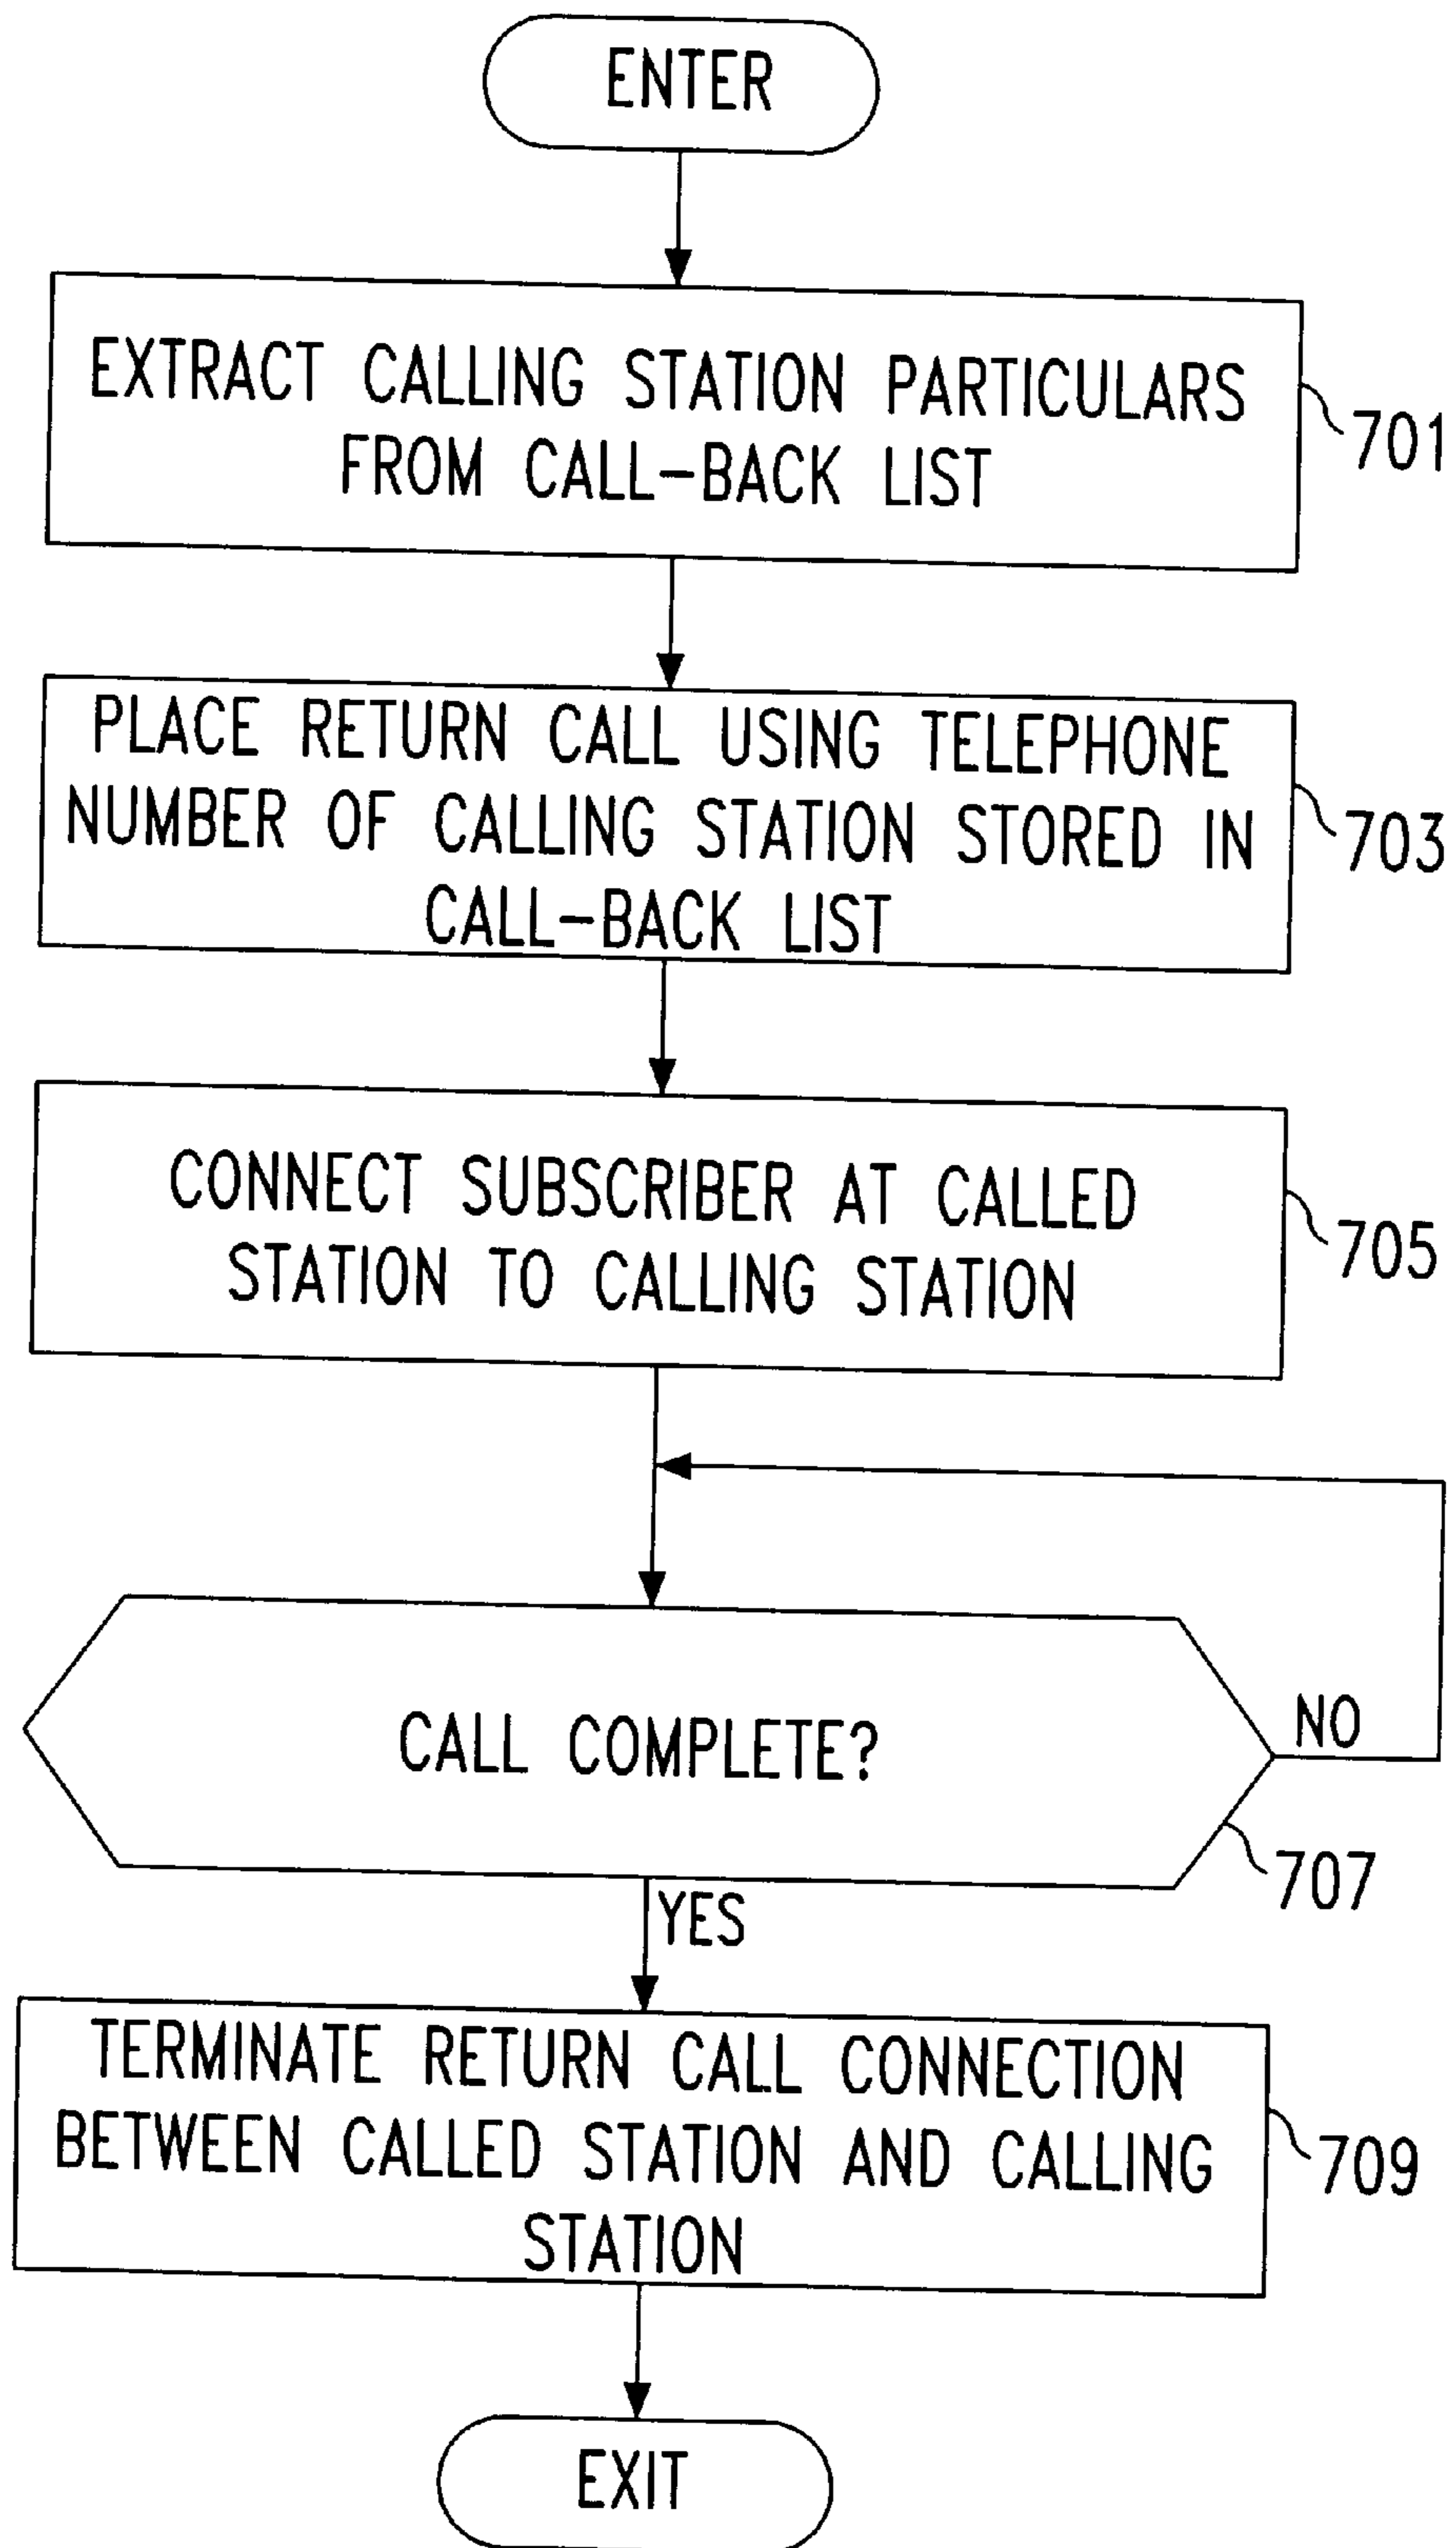 ENTER
EXTRACT CALLING STATION PARTICULARS
FROM CALL-BACK LIST
701
PLACE RETURN CALL USING TELEPHONE
NUMBER OF CALLING STATION STORED IN
CALL-BACK LIST
703
CONNECT SUBSCRIBER AT CALLED
STATION TO CALLING STATION
705
CALL COMPLETE?
NO
707
YES
TERMINATE RETURN CALL CONNECTION
BETWEEN CALLED STATION AND CALLING
STATION
709
EXIT